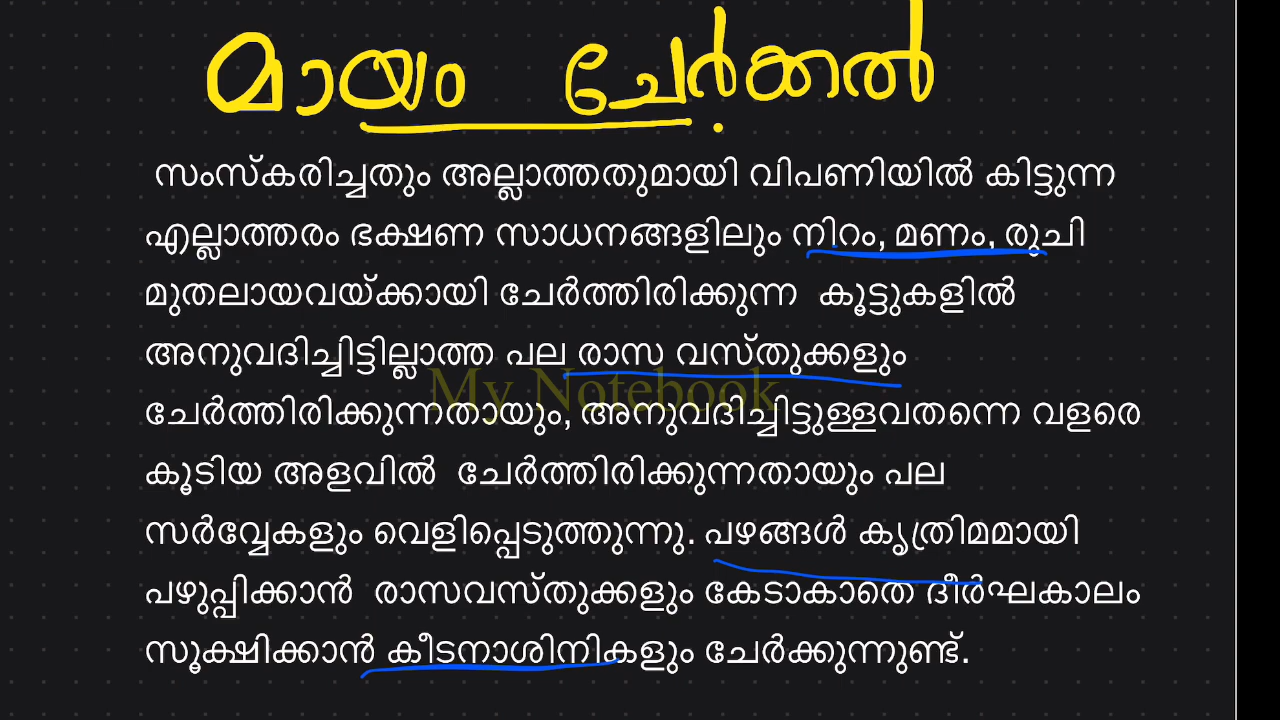 മായം ചേർക്കൽ
സംസ്കരിച്ചതും അല്ലാത്തതുമായി വിപണിയിൽ കിട്ടുന്ന
എല്ലാത്തരം ഭക്ഷണ സാധനങ്ങളിലും നിറം, മണം, രുചി
മുതലായവയ്ക്കായി ചേർത്തിരിക്കുന്ന കൂട്ടുകളിൽ
അനുവദിച്ചിട്ടില്ലാത്ത പല രാസ വസ്തുക്കളും
My Notebook
ചേർത്തിരിക്കുന്നതായും, അനുവദിച്ചിട്ടുള്ളവതന്നെ വളരെ
കൂടിയ അളവിൽ ചേർത്തിരിക്കുന്നതായും പല
സർവ്വേകളും വെളിപ്പെടുത്തുന്നു. പഴങ്ങൾ കൃത്രിമമായി
പഴുപ്പിക്കാൻ രാസവസ്തുക്കളും കേടാകാതെ ദീർഘകാലം
സൂക്ഷിക്കാൻ കീടനാശിനികളും ചേർക്കുന്നുണ്ട്.